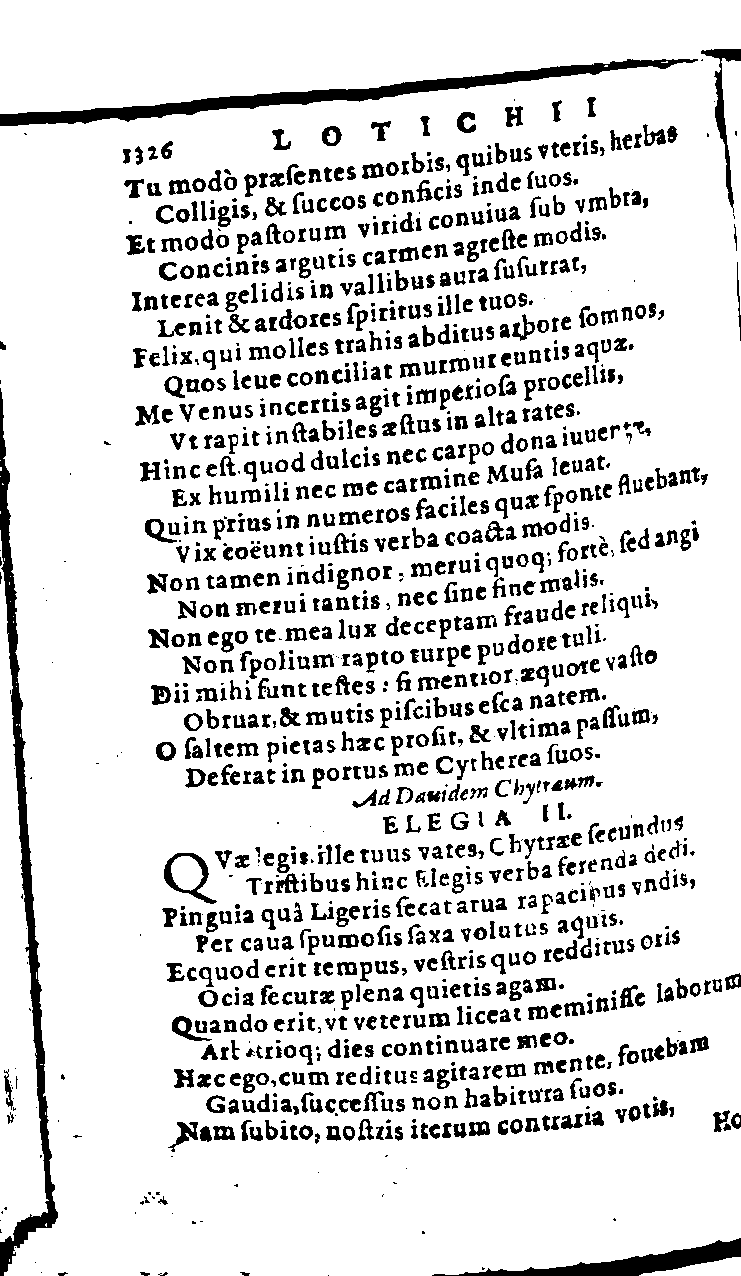 1326 LOTICHII
Tu modò præſentes morbis, quibus vteris, herbas
Colligis, & ſuccos conficis inde ſuos.
Et modò paſtorum viridi conuiua ſub vmbra,
Concinis argutis carmen agreſte modis.
Interea gelidis in vallibus aura ſuſurrat,
Lenit & ardores ſpiritus ille tuos.
Felix, qui molles trahis abditus arbore ſomnos,
Quos leue conciliat murmur euntis aquæ.
Me Venus incertis agit imperioſa procellis,
Vt rapit inſtabiles æſtus in alta rates.
Hinc eſt, quod dulcis nec carpo dona iuuentæ,
Ex humili nec me carmine Muſa leuat.
Quin prius in numeros faciles quæ ſponte fluebant,
Vix coëunt iuſtis verba coacta modis.
Non tamen indignor, merui quoq; fortè, ſed angi
Non merui tantis, nec ſine fine malis.
Non ego te mea lux deceptam fraude reliqui,
Non ſpolium rapto turpe pudore tuli.
Dii mihi ſunt teſtes: ſi mentior, æquore vaſto
Obruar, & mutis piſcibus eſca natem.
O ſaltem pietas hæc proſit, & vltima paſſum,
Deferat in portus me Cytherea ſuos.
Ad Dauidem Chytræum.
ELEGIA II.
QVæ legis, ille tuus vates, Chytræe ſecundus
Triſtibus hinc Elegis verba ferenda dedi.
Pinguia quà Ligeris ſecat arua rapacibus vndis,
Per caua ſpumoſis ſaxa volutus aquis.
Ecquod erit tempus, veſtris quo redditus oris
Ocia ſecuræ plena quietis agam.
Quando erit, vt veterum liceat meminiſſe laborum
Arbitrioq; dies continuare meo.
Hæc ego, cum reditus agitarem mente, fouebam
Gaudia, ſucceſſus non habitura ſuos.
Nam ſubito, noſtris iterum contraria votis,
Ho